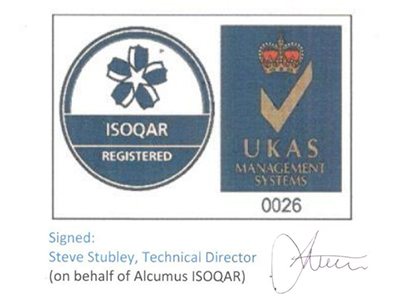 ISOQAR
REGISTERED
UKAS
MANAGEMENT
SYSTEMS
0026
Signed:
Steve Stubley, Technical Director
(on behalf of Alcumus ISOQAR)